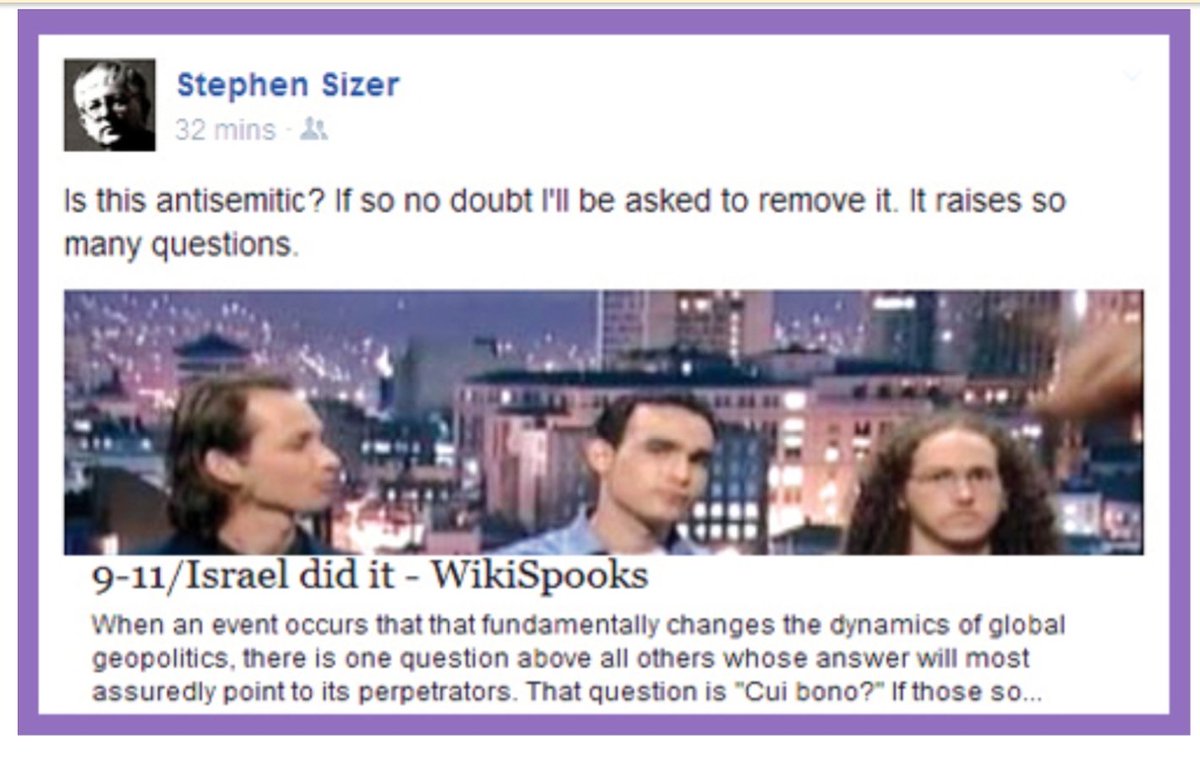 Stephen Sizer
32 mins ·
Is this antisemitic? If so no doubt I'll be asked to remove it. It raises so
many questions.
9-11/Israel did it - WikiSpooks
When an event occurs that that fundamentally changes the dynamics of global
geopolitics, there is one question above all others whose answer will most
assuredly point to its perpetrators. That question is "Cui bono?" If those so...